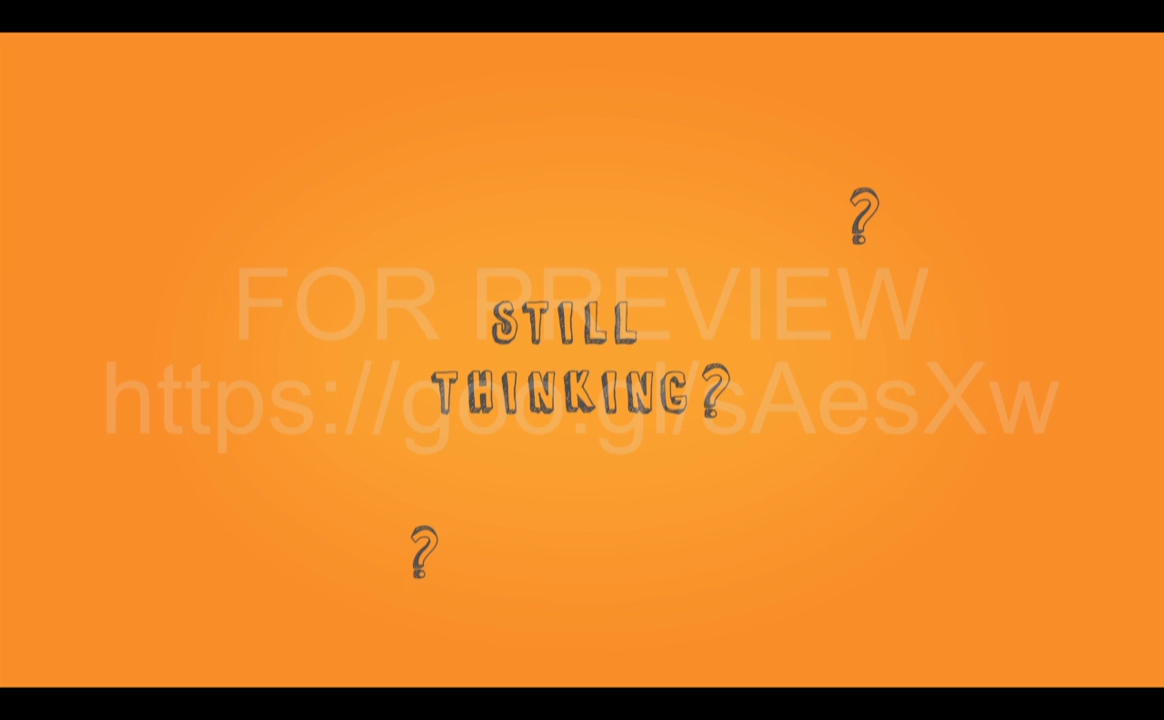 ?
FOR PREVIEW
STILL
https://goo.gl/sAesXw
THINKING?
?